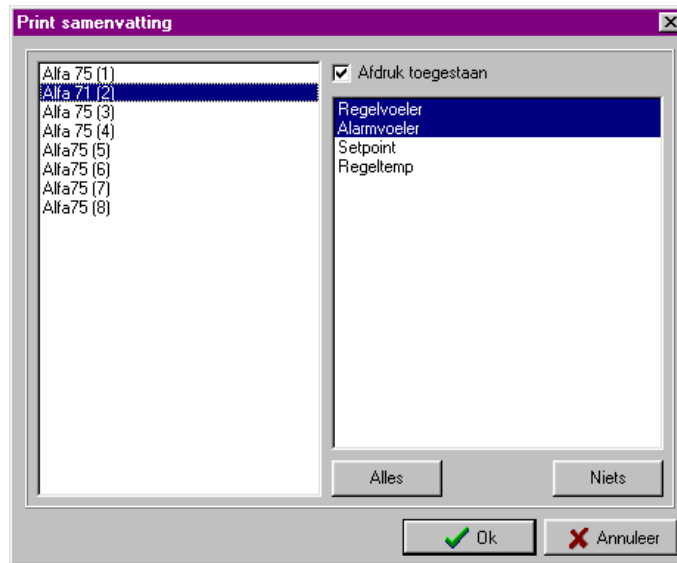 Print samenvatting
Alfa 75 (1)
Alfa 71 (2)
Alfa 75 (3)
Alfa 75 (4)
Alfa75 (5)
Alfa75 (6)
Alfa75 (7)
Alfa75 (8)
Afdruk toegestaan
Regelvoeler
Alarmvoeler
Setpoint
Regeltemp
Alles
Niets
Ok
Annuleer